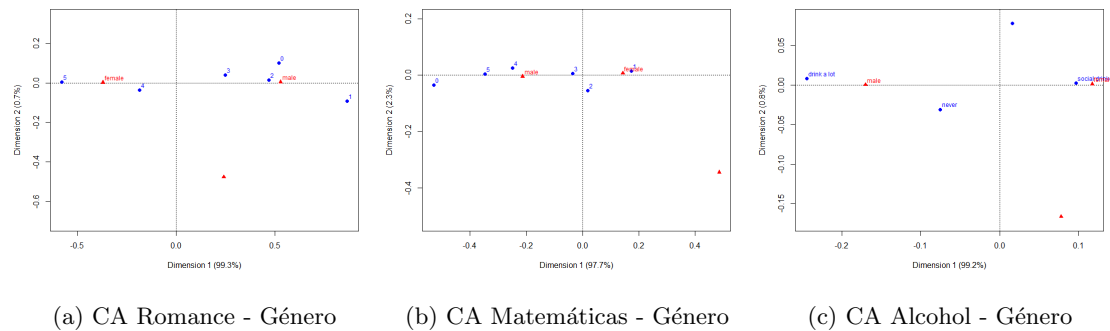 0.2
0.0
-0.2
-0.4
-0.6
Dimension 2 (0.7%)
5
female
4
3
0
2
male
1
-0.5
0.0
0.5
Dimension 1 (99.3%)
(a) CA Romance - Género
0.2
0.0
-0.2
-0.4
Dimension 2 (2.3%)
0
5
4
male
3
2
female
1
-0.4
-0.2
0.0
0.2
0.4
Dimension 1 (97.7%)
(b) CA Matemáticas - Género
0.05
0.00
-0.05
-0.10
-0.15
Dimension 2 (0.8%)
drink a lot
male
never
-0.2
-0.1
0.0
0.1
Dimension 1 (99.2%)
(c) CA Alcohol - Género